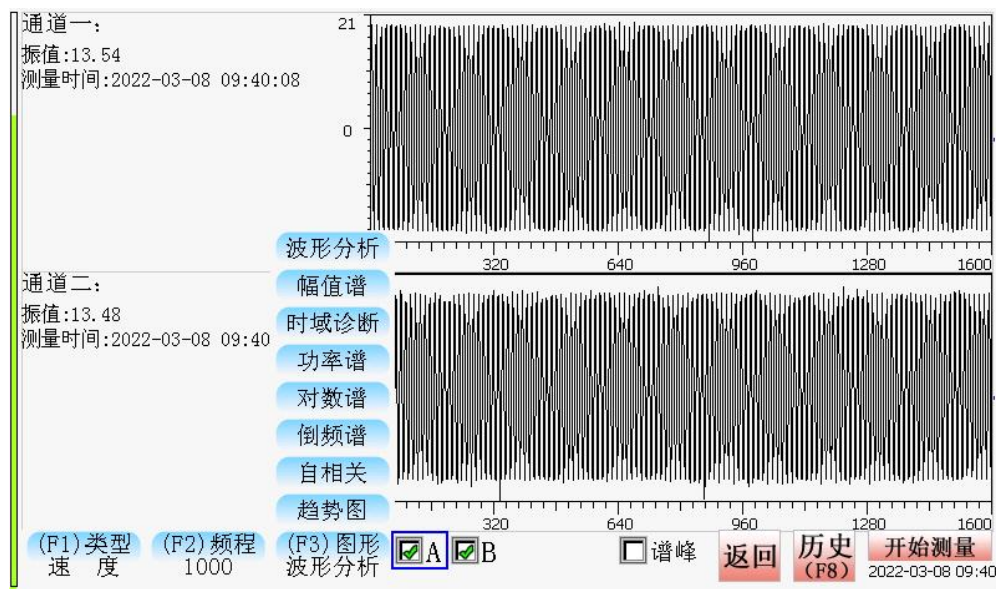 通道一:
振值:13.54
测量时间:2022-03-08 09:40:08
21
0
320 640 960 1280 1600
通道二:
振值:13.48
测量时间:2022-03-08 09:40
波形分析
幅值谱
时域诊断
功率谱
对数谱
倒频谱
自相关
趋势图
320 640 960 1280 1600
(F1)类型
速 度
(F2)频程
1000
(F3)图形
波形分析
A B
谱峰
返回
历史
(F8)
开始测量
2022-03-08 09:40